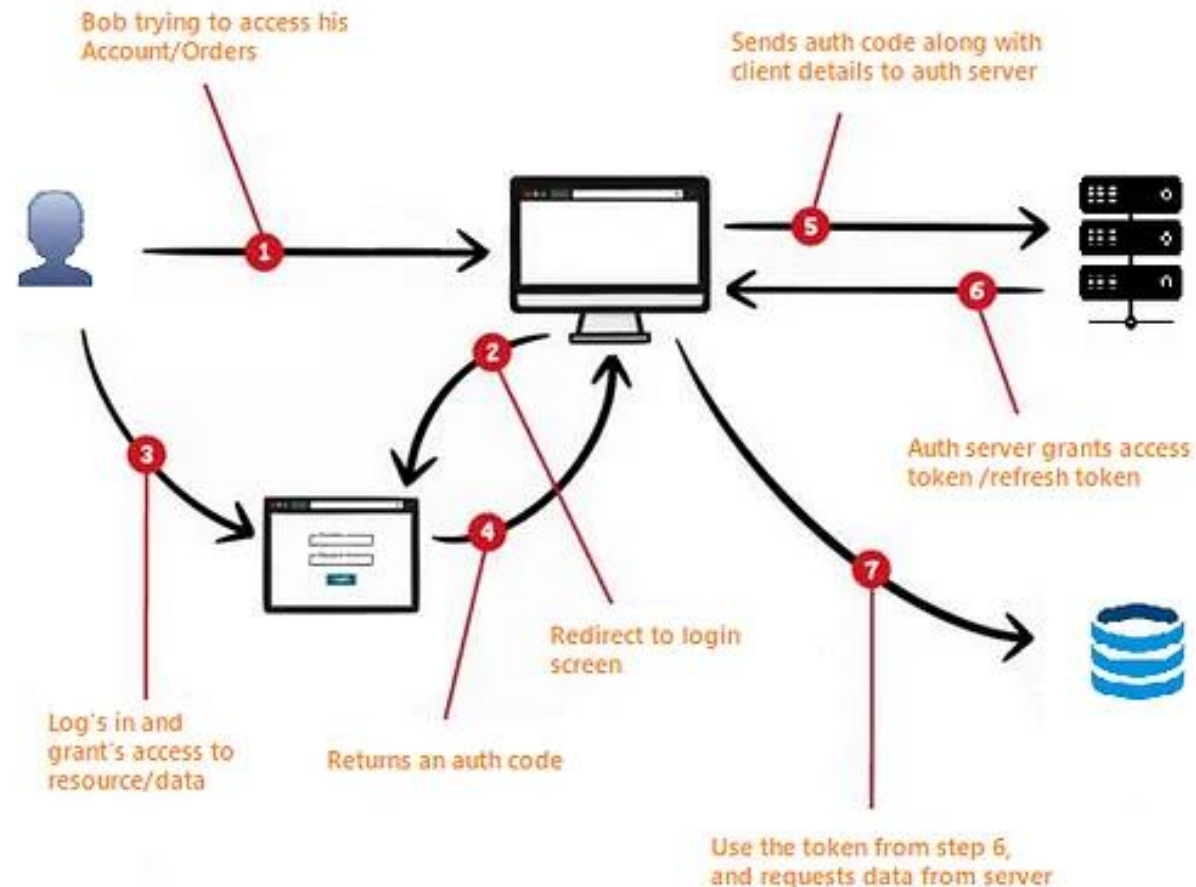 Bob trying to access his
Account/Orders
Sends auth code along with
client details to auth server
1
5
6
2
3
Auth server grants access
token /refresh token
4
7
Redirect to login
screen
Log's in and
grant's access to
resource/data
Returns an auth code
Use the token from step 6,
and requests data from server